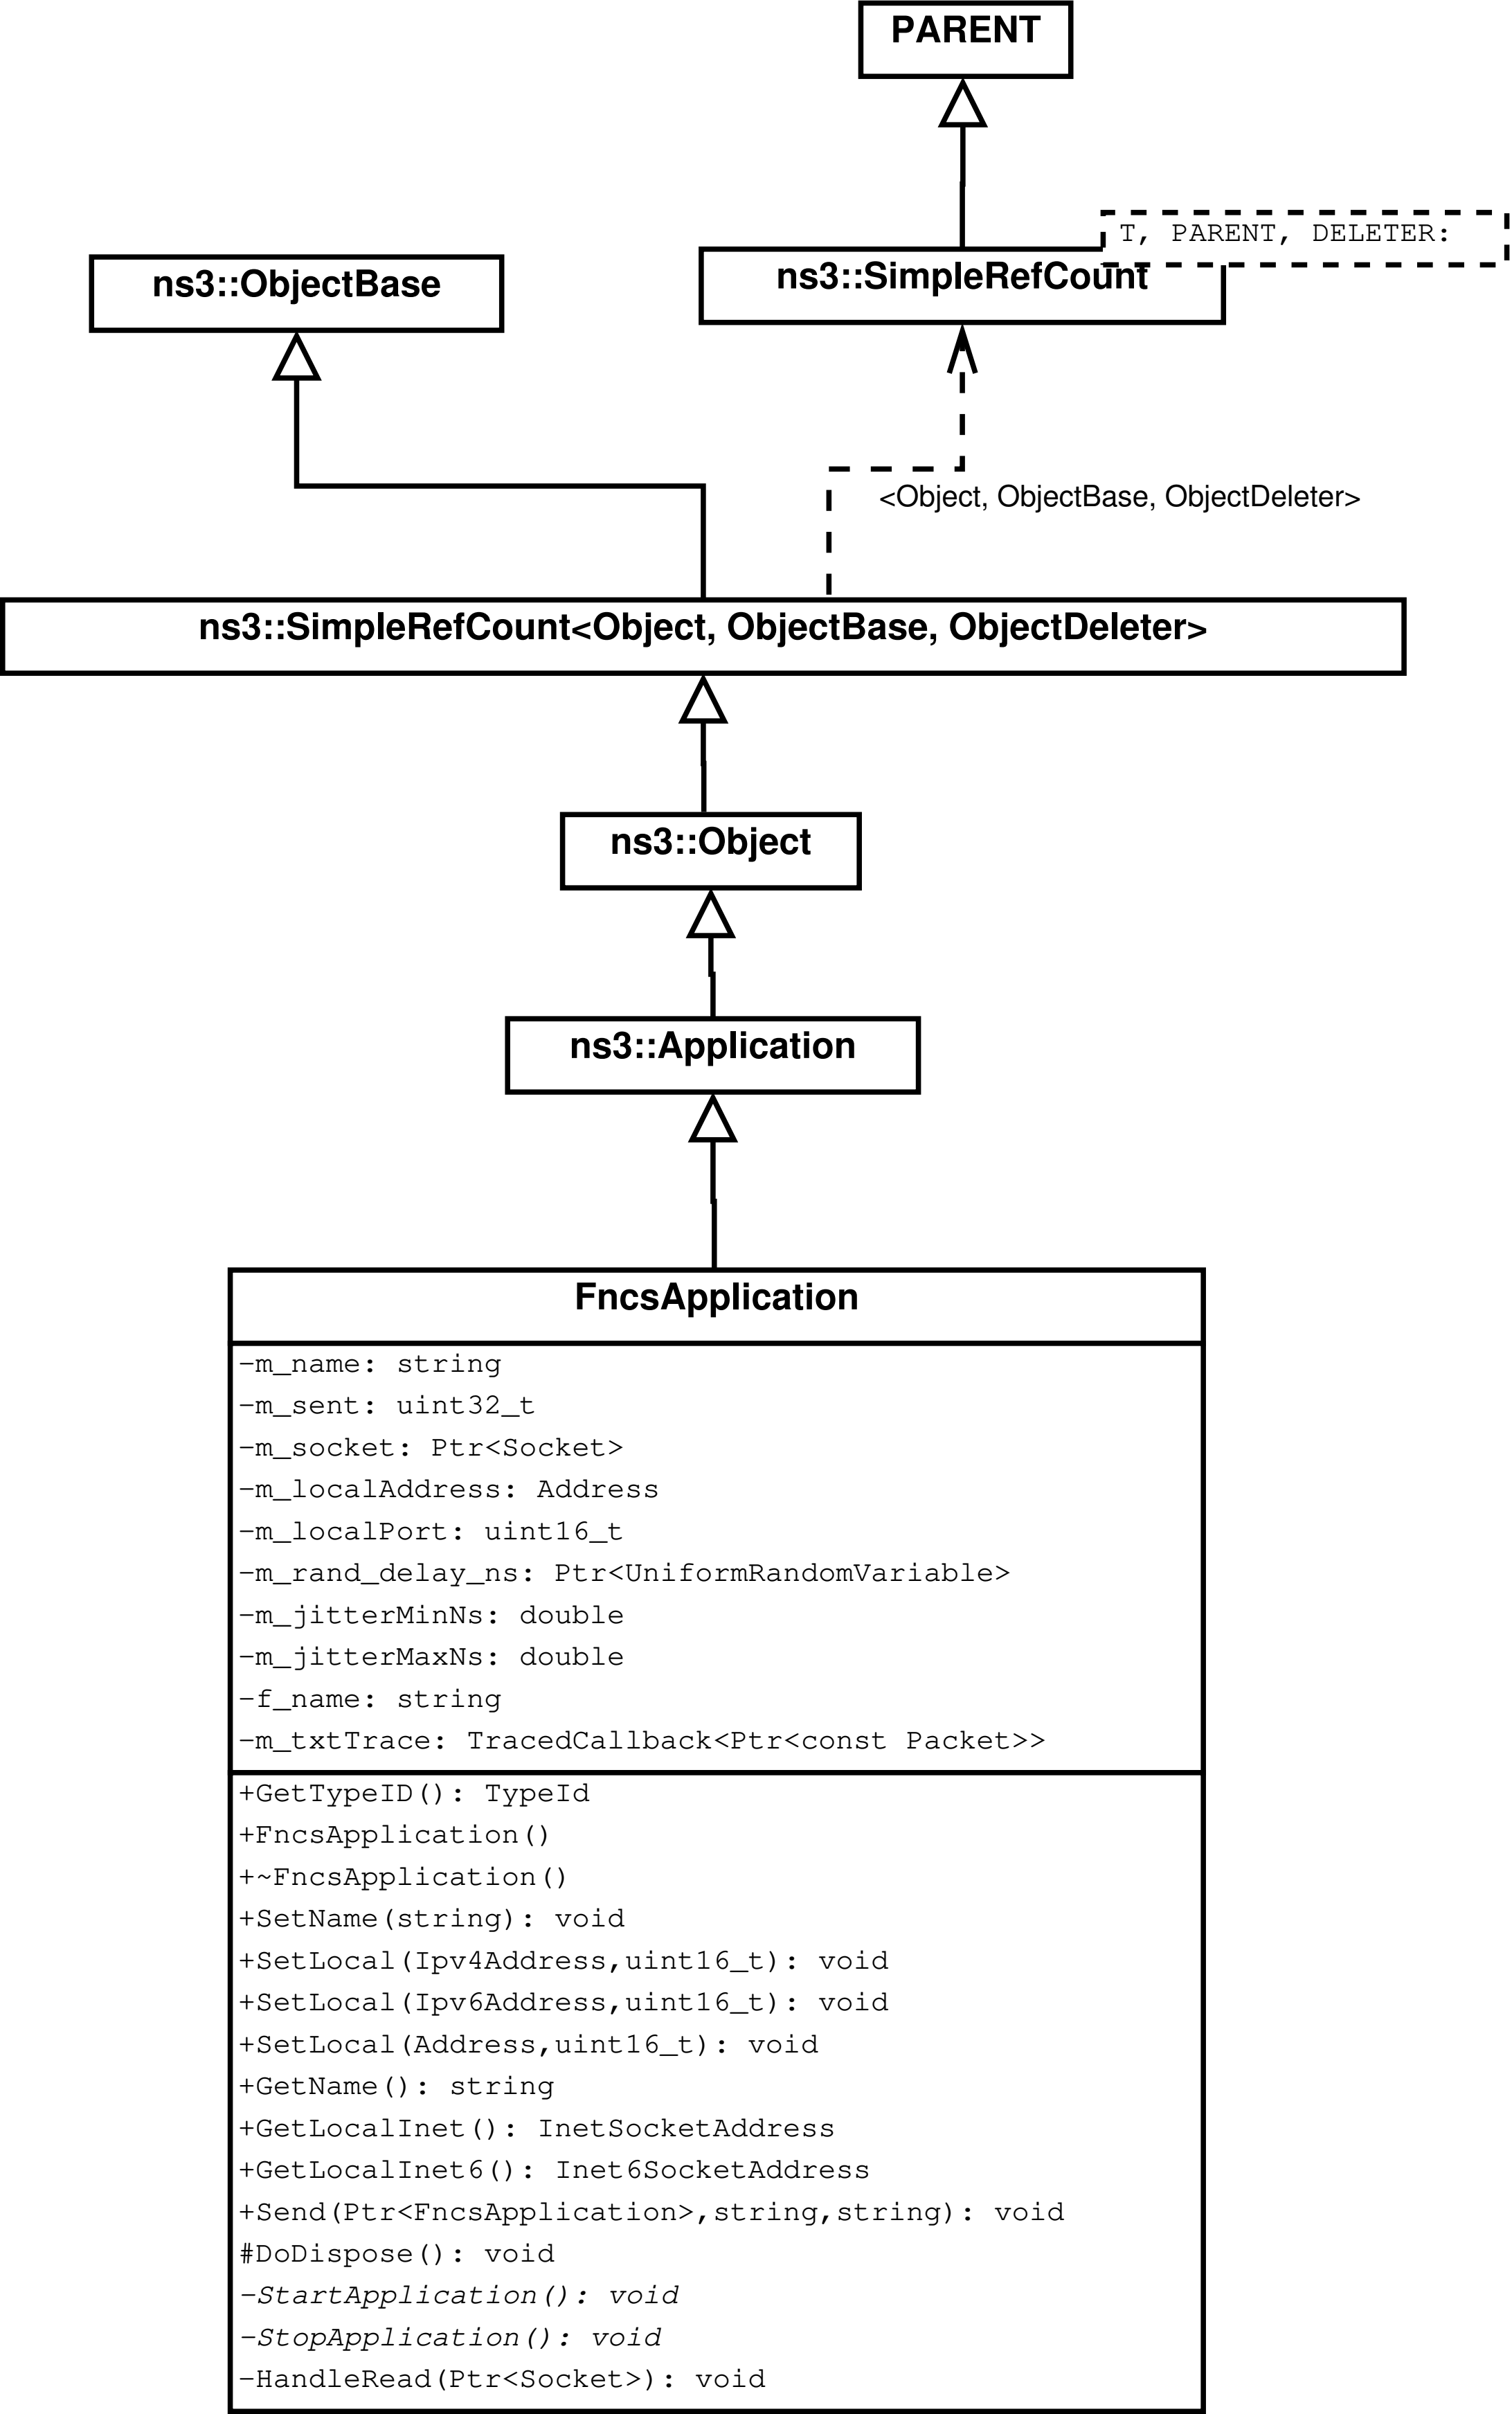 PARENT
T, PARENT, DELETER:
ns3::ObjectBase
ns3::SimpleRefCount
<Object, ObjectBase, ObjectDeleter>
ns3::SimpleRefCount<Object, ObjectBase, ObjectDeleter>
ns3::Object
ns3::Application
FncsApplication
-m_name: string
-m_sent: uint32_t
-m_socket: Ptr<Socket>
-m_localAddress: Address
-m_localPort: uint16_t
-m_rand_delay_ns: Ptr<UniformRandomVariable>
-m_jitterMinNs: double
-m_jitterMaxNs: double
-f_name: string
-m_txtTrace: TracedCallback<Ptr<const Packet>>
+GetTypeID(): TypeId
+FncsApplication()
+~FncsApplication()
+SetName(string): void
+SetLocal(Ipv4Address,uint16_t): void
+SetLocal(Ipv6Address,uint16_t): void
+SetLocal(Address,uint16_t): void
+GetName(): string
+GetLocalInet(): InetSocketAddress
+GetLocalInet6(): Inet6SocketAddress
+Send(Ptr<FncsApplication>,string,string): void
#DoDispose(): void
-StartApplication(): void
-StopApplication(): void
-HandleRead(Ptr<Socket>): void